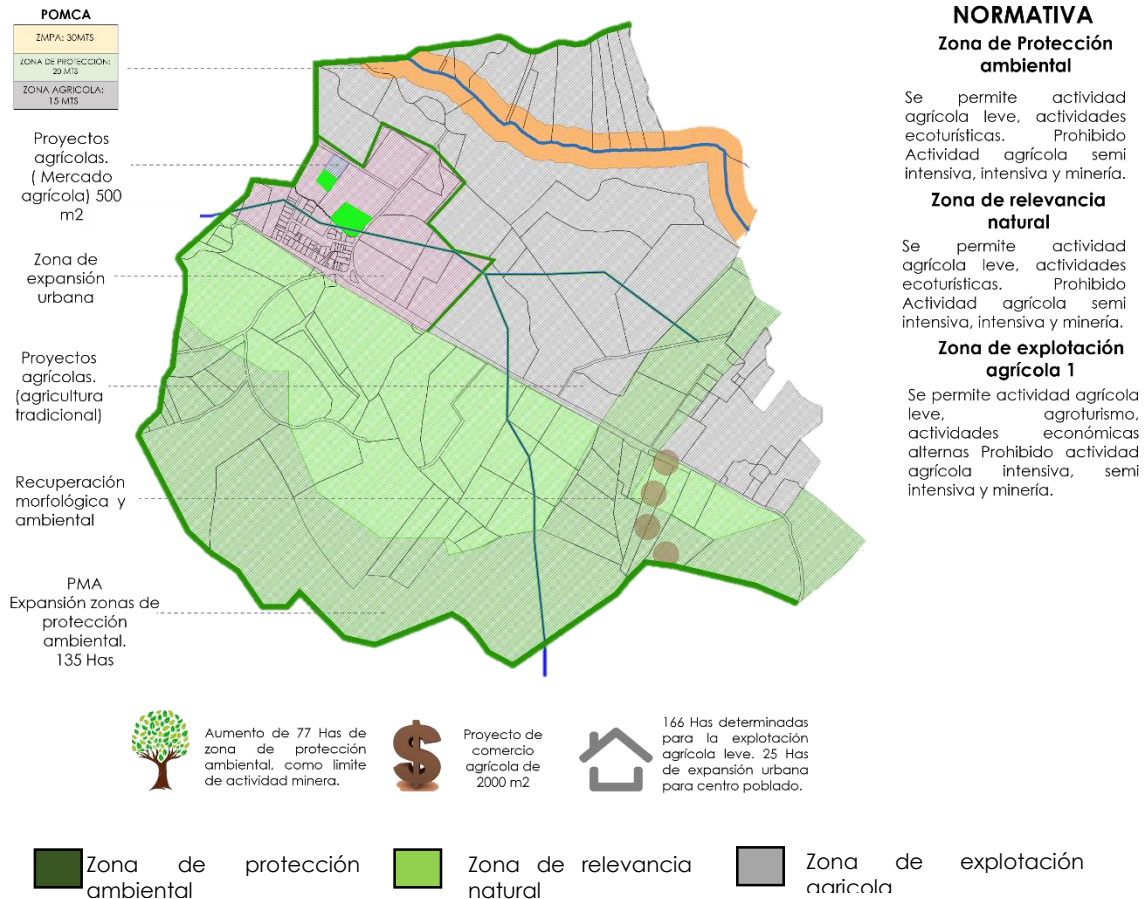 POMCA
ZMPA: 30MTS
ZONA DE PROTECCIÓN:
20 MTS
ZONA AGRICOLA:
15 MTS
Proyectos
agrícolas.
( Mercado
agrícola) 500
m2
Zona de
expansión
urbana
Proyectos
agrícolas.
(agricultura
tradicional)
Recuperación
morfológica y
ambiental
PMA
Expansión zonas de
protección
ambiental.
135 Has
NORMATIVA
Zona de Protección
ambiental
Se permite actividad
agrícola leve, actividades
ecoturísticas. Prohibido
Actividad agrícola semi
intensiva, intensiva y minería.
Zona de relevancia
natural
Se permite actividad
agrícola leve, actividades
ecoturísticas. Prohibido
Actividad agrícola semi
intensiva, intensiva y minería.
Zona de explotación
agrícola 1
Se permite actividad agrícola
leve, agroturismo,
actividades económicas
alternas Prohibido actividad
agrícola intensiva, semi
intensiva y minería.
Aumento de 77 Has de
zona de protección
ambiental, como limite
de actividad minera.
$
Proyecto de
comercio
agrícola de
2000 m2
166 Has determinadas
para la explotación
agrícola leve. 25 Has
de expansión urbana
para centro poblado.
Zona de protección
ambiental
Zona de relevancia
natural
Zona de explotación
agricola